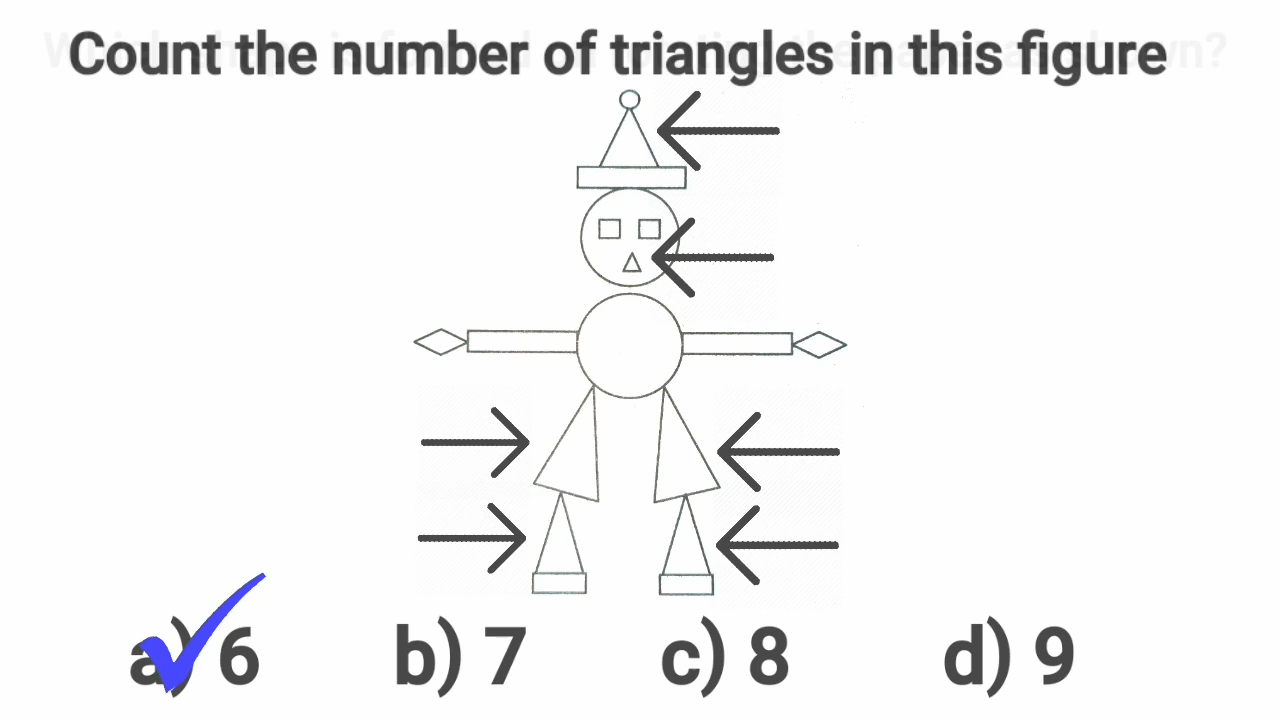 Count the number of triangles in this figure
a) 6 b) 7 c) 8 d) 9